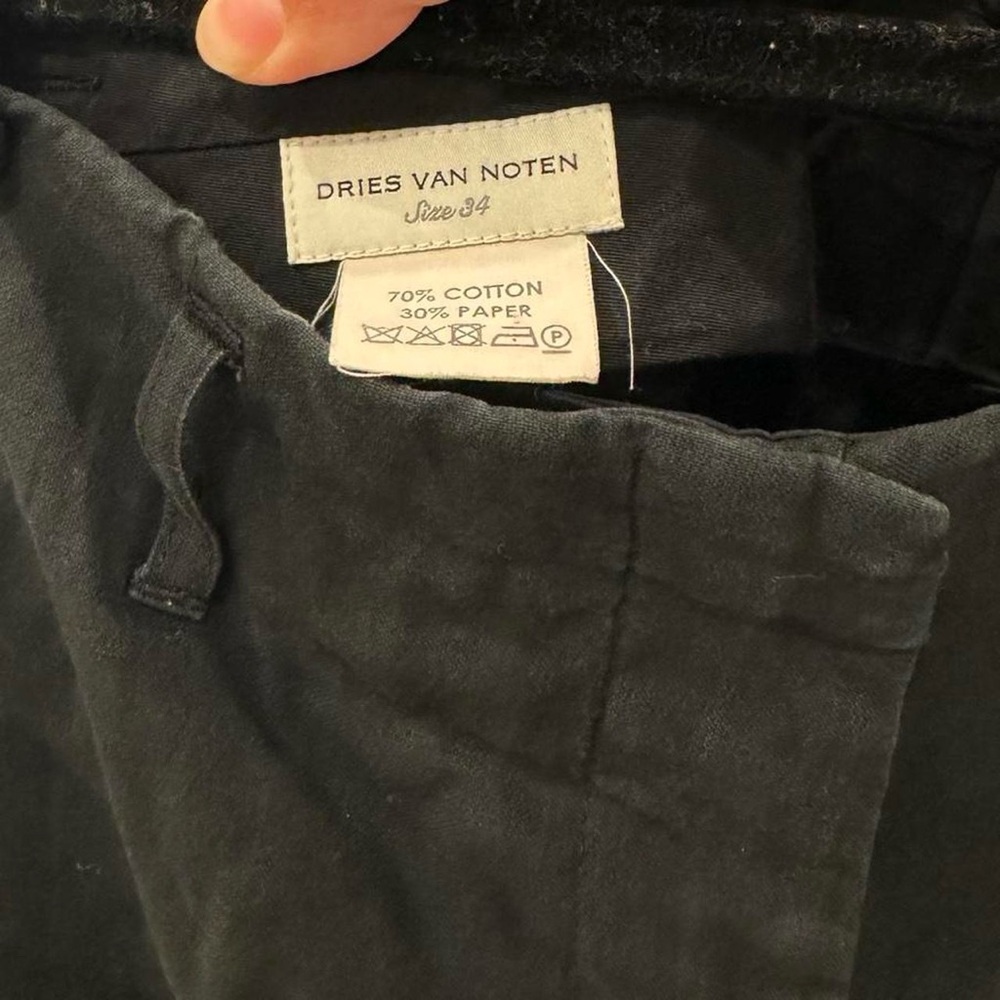 DRIES VAN NOTEN
Size 34
70% COTTON
30% PAPER
P